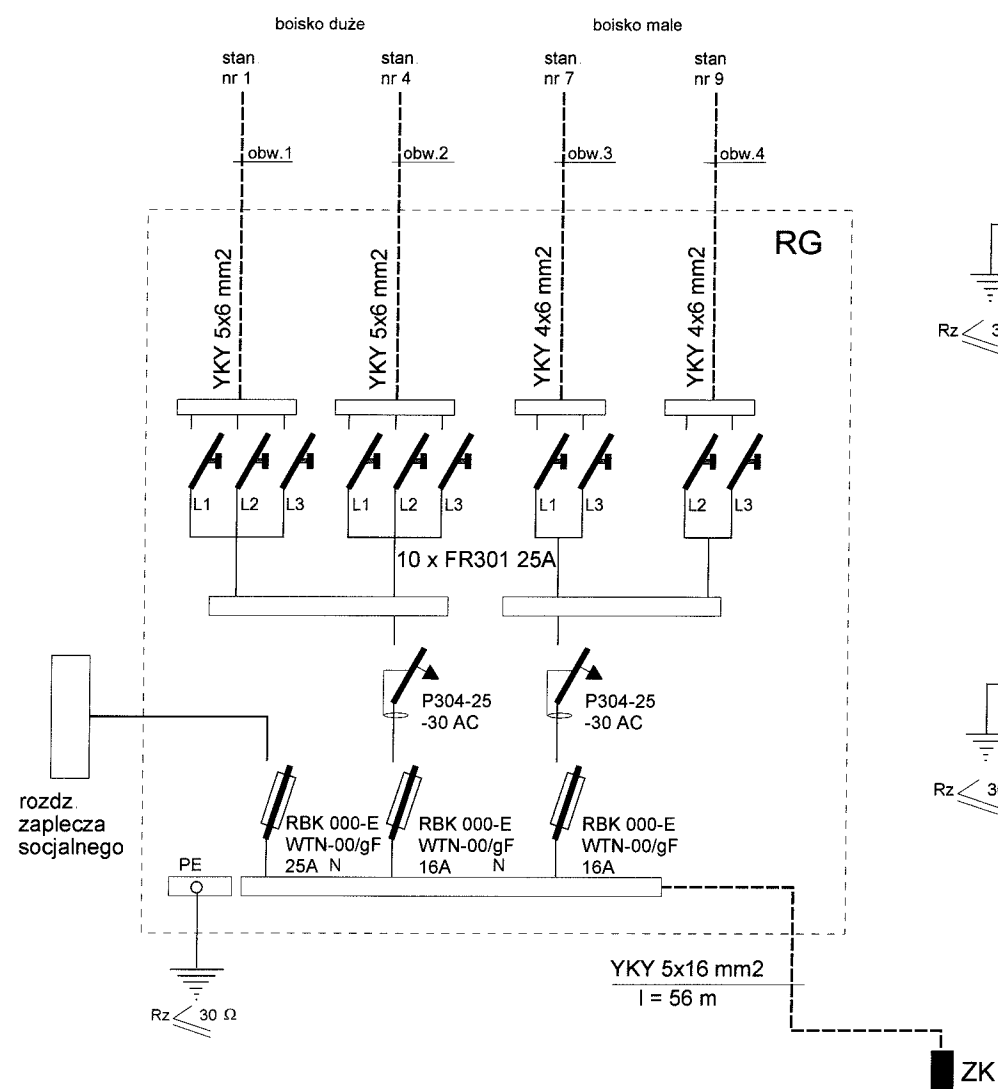 boisko duże
boisko male
stan.
nr 1
stan.
nr 4
stan.
nr 7
stan
nr 9
obw.1
obw.2
obw.3
obw.4
RG
YKY 5x6 mm2
YKY 5x6 mm2
YKY 4x6 mm2
YKY 4x6 mm2
Rz
L1
L2
L3
L1
L2
L3
L1
L3
L2
L3
10 x FR301 25A
P304-25
-30 AC
P304-25
-30 AC
rozdz.
zaplecza
socjalnego
RBK 000-E
WTN-00/gF
25A N
RBK 000-E
WTN-00/gF
16A N
RBK 000-E
WTN-00/gF
16A
Rz
PE
YKY 5x16 mm2
l = 56 m
Rz < 30 Ω
ZK